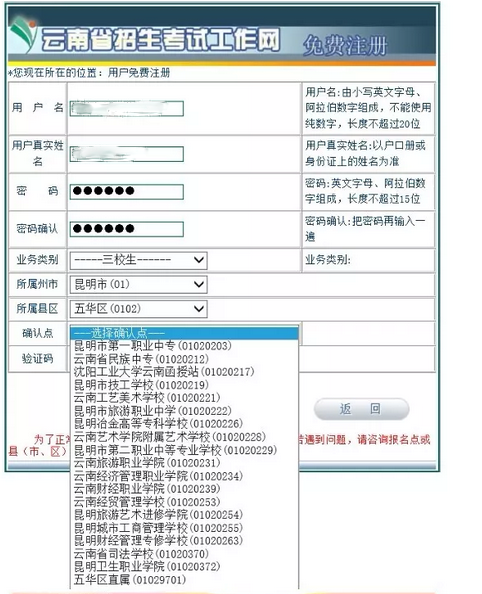 云南省招生考试工作网 免费注册
*您现在所在的位置：用户免费注册
用 户 名
用户名:由小写英文字母、
阿拉伯数字组成，不能使用
纯数字，长度不超过20位
用户真实姓
名
用户真实姓名:以户口册或
身份证上的姓名为准
密 码
●●●●●●
密码:英文字母、阿拉伯数
字组成，长度不超过15位
密码确认
●●●●●●
密码确认:把密码再输入一
遍
业务类别
-----三校生------
业务类别:
所属州市
昆明市(01)
所属县区
五华区(0102)
确认点
---选择确认点---
验证码
昆明市第一职业中专(01020203)
云南省民族中专(01020212)
沈阳工业大学云南函授站(01020217)
昆明市技工学校(01020219)
云南工艺美术学校(01020221)
昆明市旅游职业中学(01020222)
昆明冶金高等专科学校(01020226)
云南艺术学院附属艺术学校(01020228)
昆明市第二职业中等专业学校(01020229)
云南旅游职业学院(01020231)
云南经济管理职业学院(01020234)
云南财经职业学院(01020239)
云南经贸管理学校(01020253)
昆明旅游艺术进修学院(01020254)
昆明城市工商管理学校(01020255)
昆明财经管理专修学校(01020263)
云南省司法学校(01020370)
昆明卫生职业学院(01020372)
五华区直属(01029701)
返 回
为了正
遇到问题，请咨询报名点或
县（市、区）